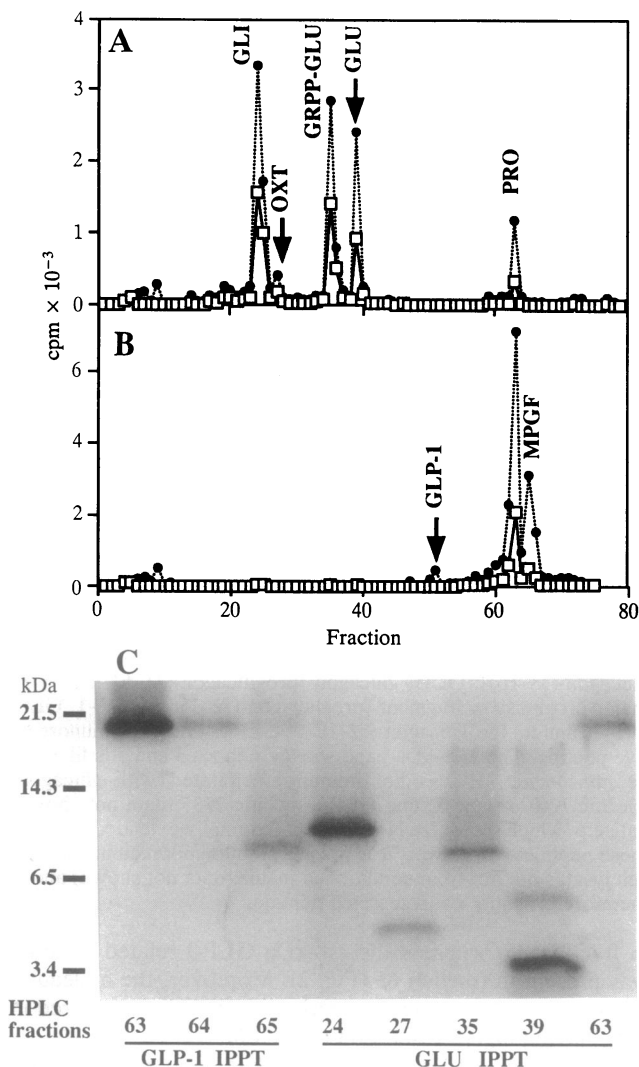 A
4
3
2
1
0
cpm × 10⁻³
GLI
OXT
GRPP-GLU
GLU
PRO
B
6
4
2
0
GLP-1
MPGF
0 20 40 60 80
Fraction
C
kDa
21.5
14.3
6.5
3.4
HPLC
fractions
63 64 65 24 27 35 39 63
GLP-1 IPPT GLU IPPT